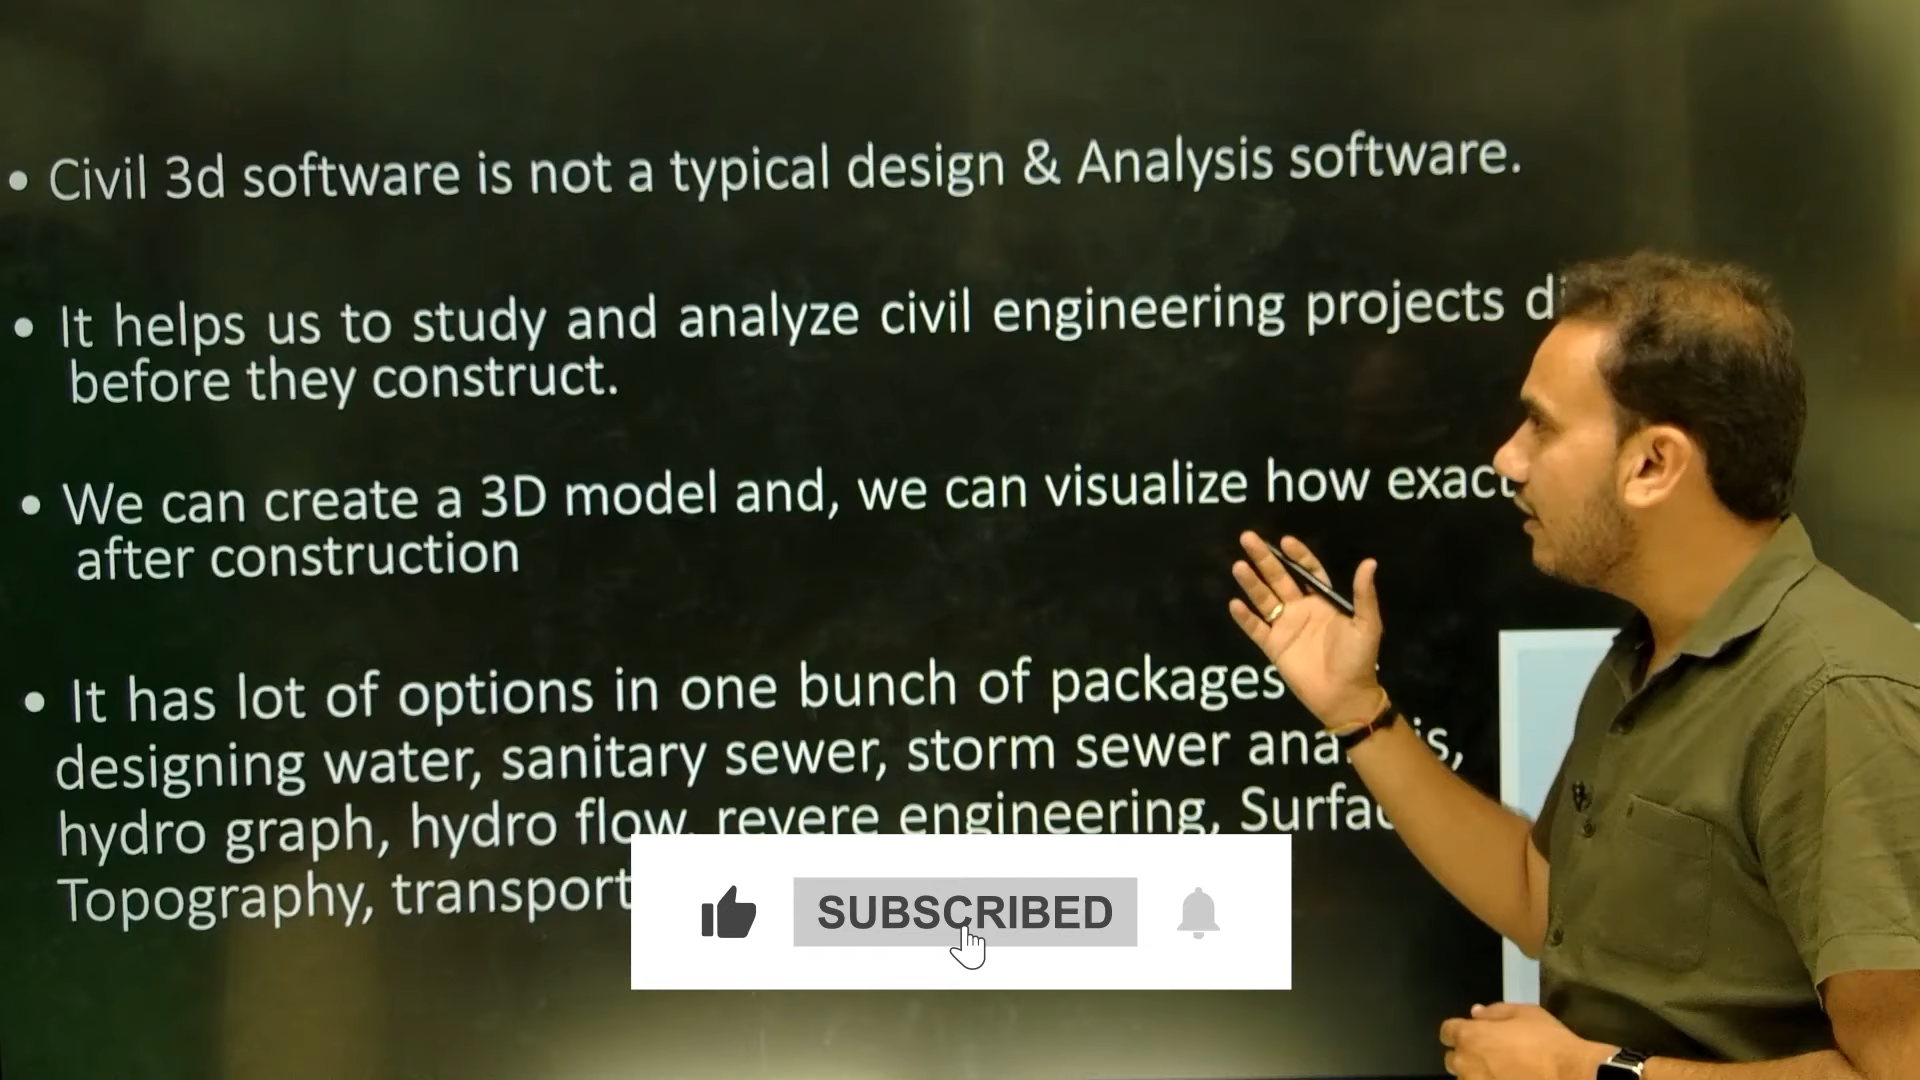 • Civil 3d software is not a typical design & Analysis software.
• It helps us to study and analyze civil engineering projects
before they construct.
• We can create a 3D model and, we can visualize how
after construction
• It has lot of options in one bunch of packages
designing water, sanitary sewer, storm sewer
hydro graph, hydro flow, revere engineering,
Topography,
SUBSCRIBED